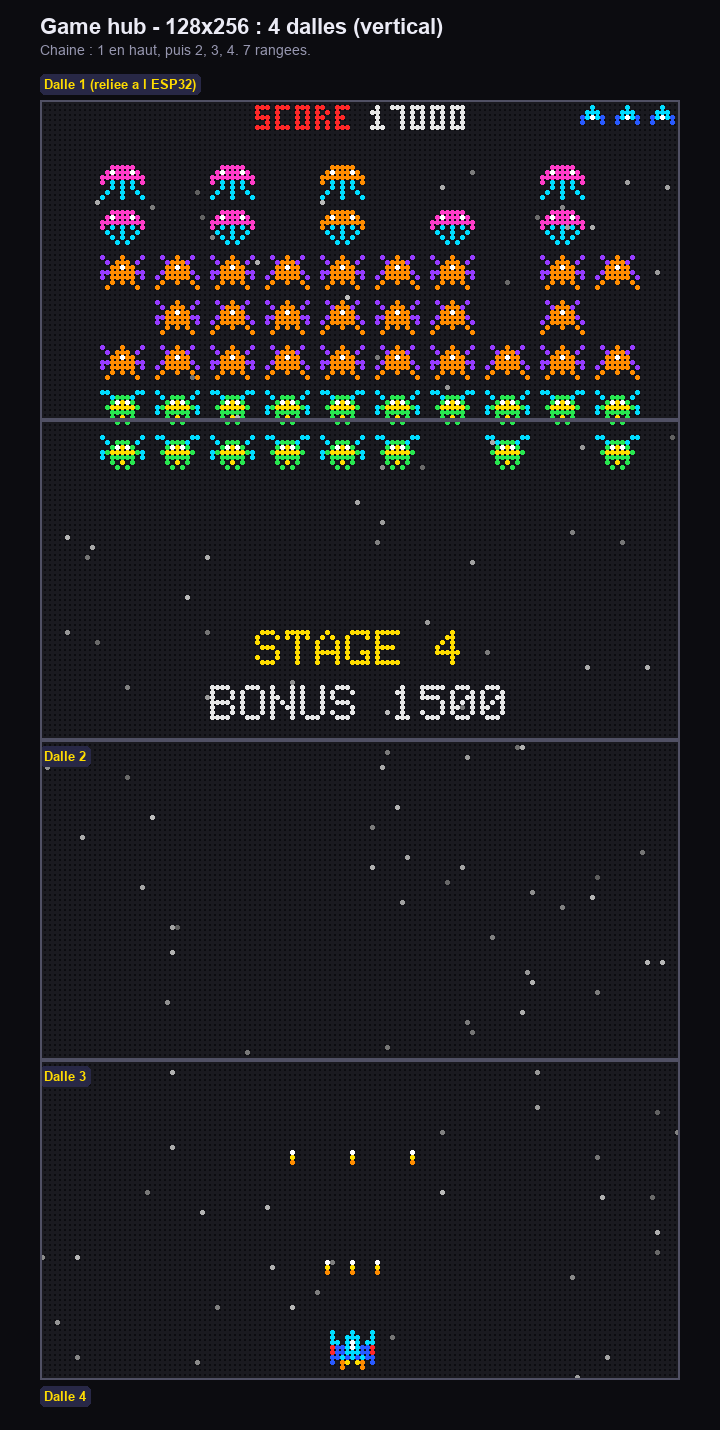 Game hub - 128x256 : 4 dalles (vertical)
Chaine : 1 en haut, puis 2, 3, 4. 7 rangees.
Dalle 1 (reliee a l ESP32)
SCORE 17000
STAGE 4
BONUS 1500
Dalle 2
Dalle 3
Dalle 4